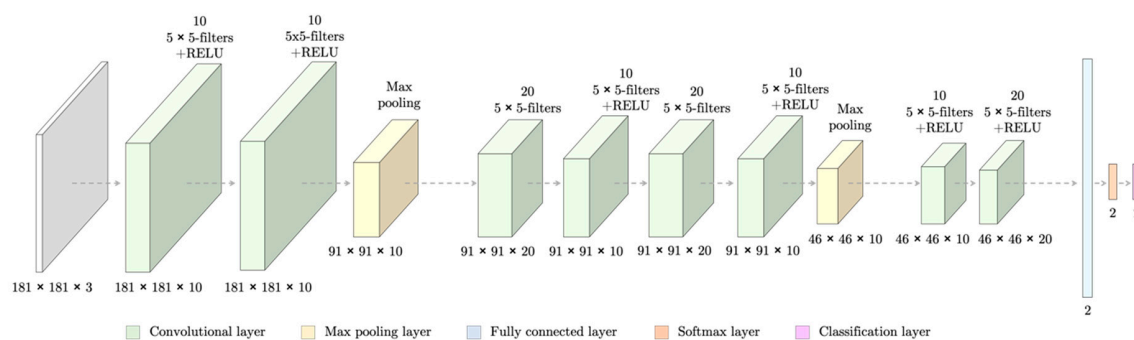 10
5 × 5-filters
+RELU
10
5x5-filters
+RELU
Max
pooling
20
5 × 5-filters
10
5 × 5-filters
+RELU
20
5 × 5-filters
10
5 × 5-filters
+RELU
Max
pooling
10
5 × 5-filters
+RELU
20
5 × 5-filters
+RELU
181 × 181 × 3
181 × 181 × 10
181 × 181 × 10
91 × 91 × 10
91 × 91 × 20
91 × 91 × 10
91 × 91 × 20
91 × 91 × 10
46 × 46 × 10
46 × 46 × 10
46 × 46 × 20
2
2
Convolutional layer
Max pooling layer
Fully connected layer
Softmax layer
Classification layer